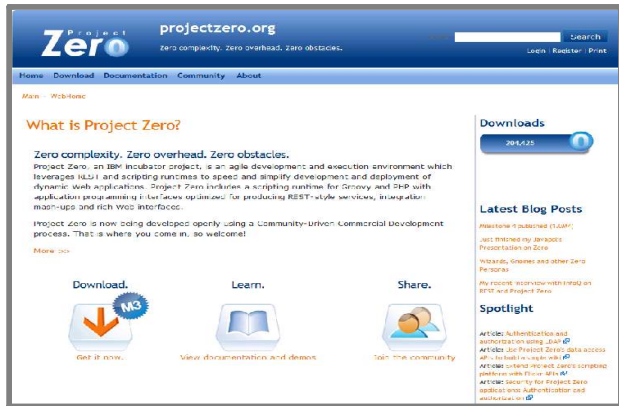 Project
Zero
projectzero.org
Zero complexity. Zero overhead. Zero obstacles.
Search
Login | Register | Print
Home Download Documentation Community About
Main WebHome
What is Project Zero?
Zero complexity. Zero overhead. Zero obstacles.
Project Zero, an IBM incubator project, is an agile development and execution environment which
leverages REST and scripting runtimes to speed and simplify development and deployment of
dynamic Web applications. Project Zero includes a scripting runtime for Groovy and PHP with
application programming interfaces optimized for producing REST-style services, integration
mash-ups and rich Web interfaces.
Project Zero is now being developed openly using a Community-Driven Commercial Development
process. That is where you come in, so welcome!
More >>
Download.
M3
Get it now.
Learn.
View documentation and demos
Share.
Join the community
Downloads
204,425
Latest Blog Posts
Milestone 4 published
Just finished my
Presentation on Zero
Wizards, Gnomes and other Zero
Personas
My recent interview with InfoQ on
REST and Project Zero
Spotlight
Article: Authentication and
authorization using LDAP
Article: Use Project Zero's data access
APIs to build a simple wiki
Article: Extend Project Zero's scripting
platform with APIs
Article: Security for Project Zero
applications: Authentication and
authorization